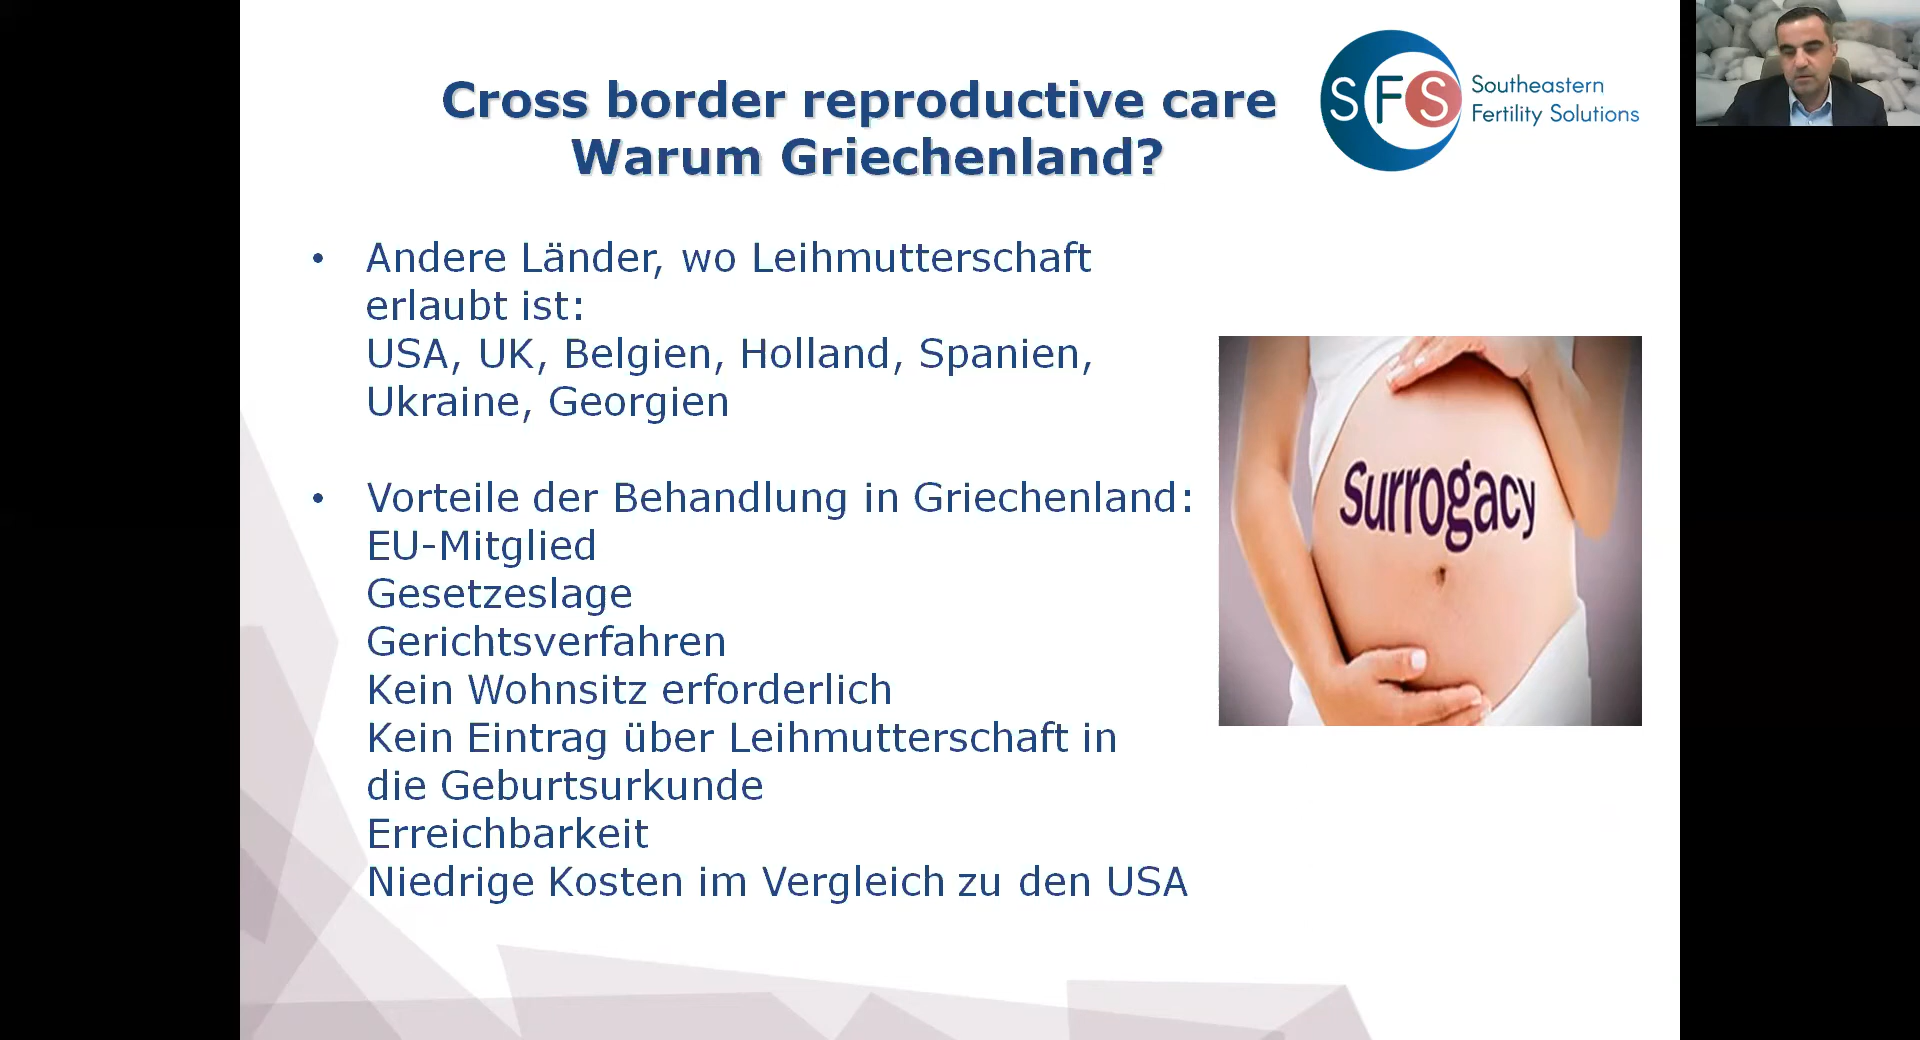 Cross border reproductive care
Warum Griechenland?
SFS
Southeastern
Fertility Solutions
• Andere Länder, wo Leihmutterschaft
erlaubt ist:
USA, UK, Belgien, Holland, Spanien,
Ukraine, Georgien
• Vorteile der Behandlung in Griechenland:
EU-Mitglied
Gesetzeslage
Gerichtsverfahren
Kein Wohnsitz erforderlich
Kein Eintrag über Leihmutterschaft in
die Geburtsurkunde
Erreichbarkeit
Niedrige Kosten im Vergleich zu den USA
Surrogacy